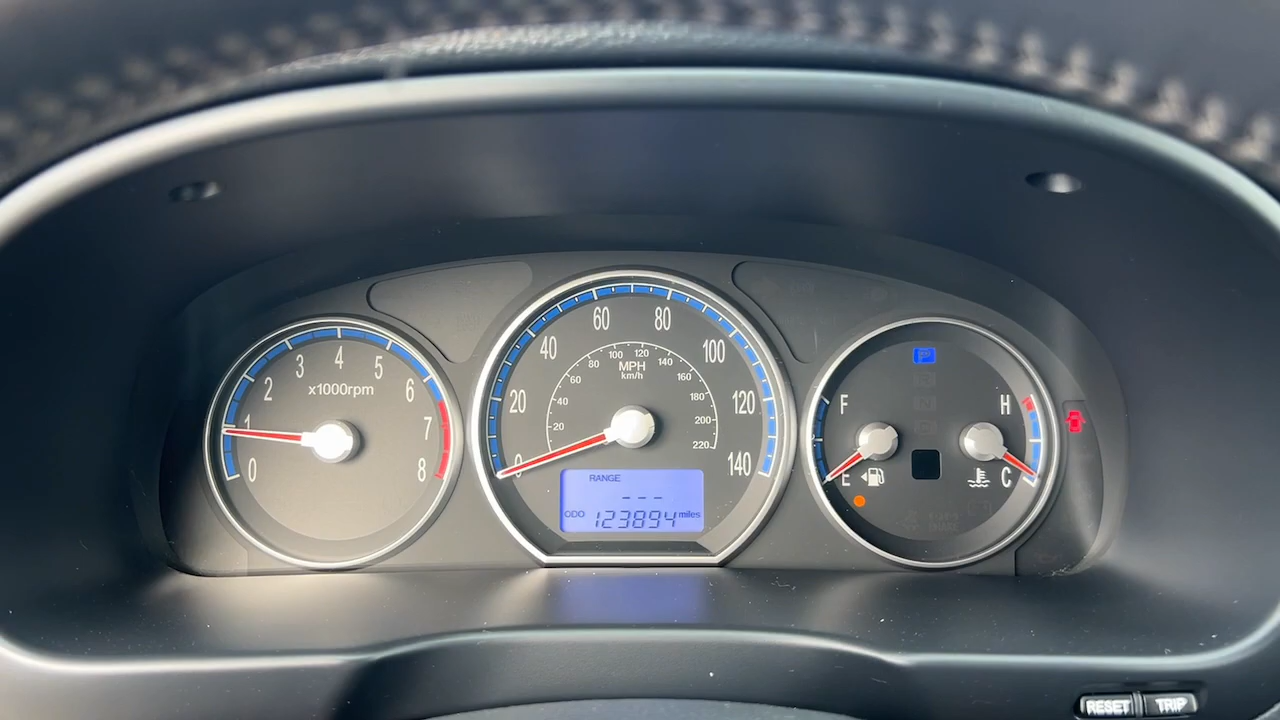 0 1 2 3 4 5 6 7 8
x1000rpm
0 20 40 60 80 100 120 140
20 40 60 80 100 120 140 160 180 200 220
MPH
km/h
RANGE
---
ODO 123894 miles
P
F H
E C
RESET TRIP